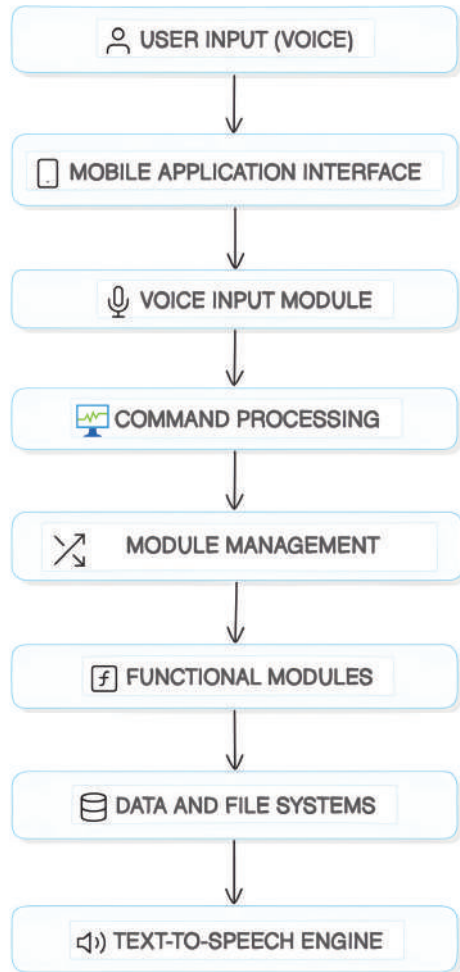 USER INPUT (VOICE)
MOBILE APPLICATION INTERFACE
VOICE INPUT MODULE
COMMAND PROCESSING
MODULE MANAGEMENT
FUNCTIONAL MODULES
DATA AND FILE SYSTEMS
TEXT-TO-SPEECH ENGINE